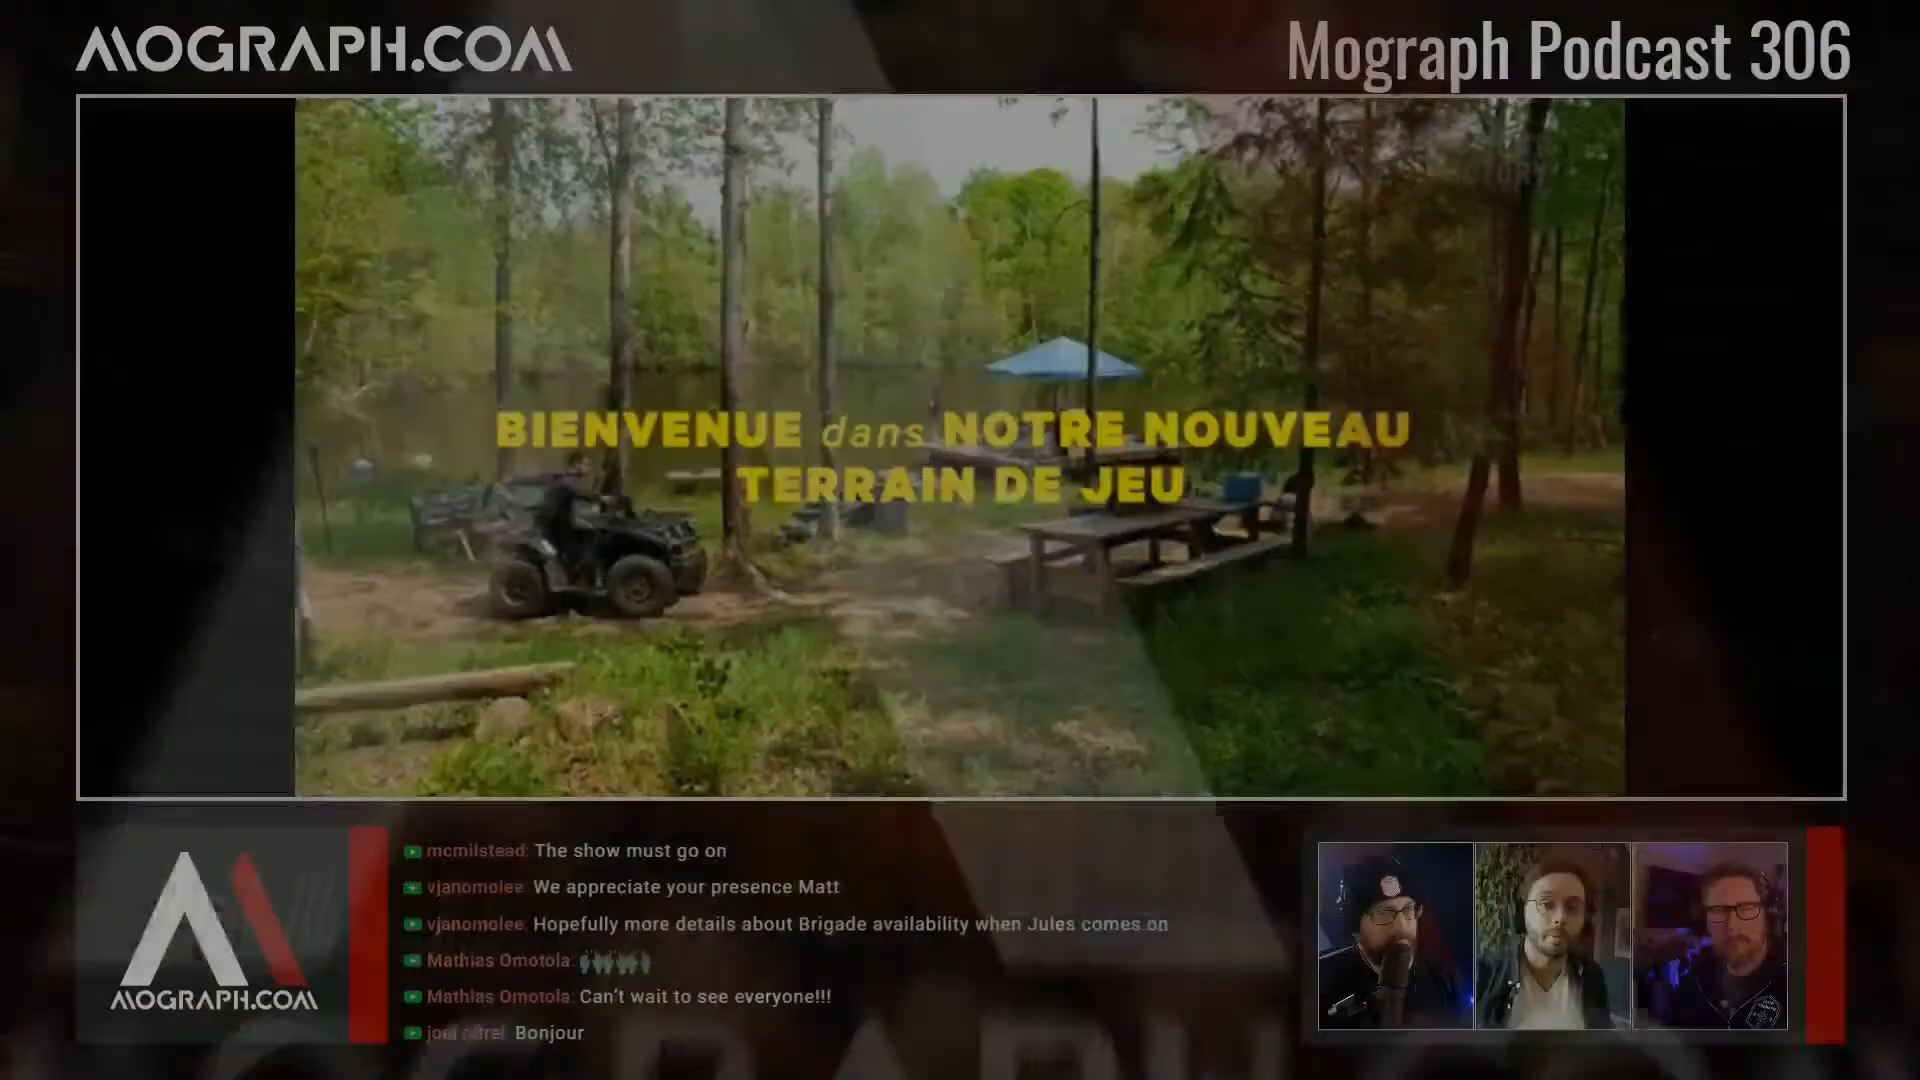 MOGRAPH.COM
Mograph Podcast 306
BIENVENUE dans NOTRE NOUVEAU
TERRAIN DE JEU
mcmilstead: The show must go on
vjanomolee: We appreciate your presence Matt
vjanomolee: Hopefully more details about Brigade availability when Jules comes on
Mathias Omotola:
Mathias Omotola: Can't wait to see everyone!!!
joel Bonjour
MOGRAPH.COM